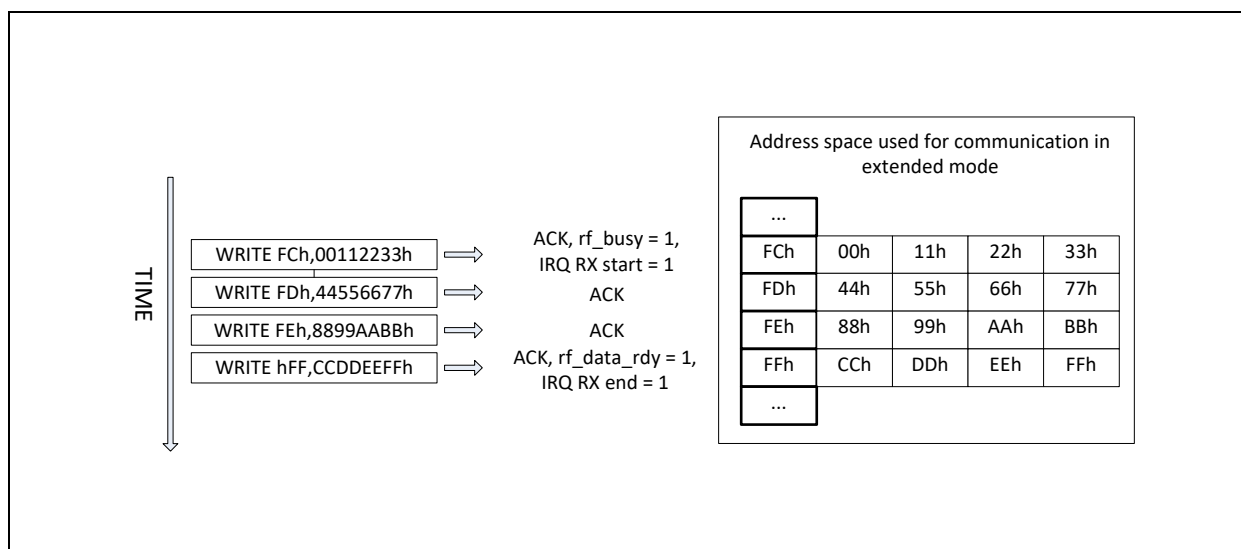 TIME
WRITE FCh,00112233h
WRITE FDh,44556677h
WRITE FEh,8899AABBh
WRITE hFF,CCDDEEFFh
ACK, rf_busy = 1,
IRQ RX start = 1
ACK
ACK
ACK, rf_data_rdy = 1,
IRQ RX end = 1
Address space used for communication in
extended mode
...
FCh 00h 11h 22h 33h
FDh 44h 55h 66h 77h
FEh 88h 99h AAh BBh
FFh CCh DDh EEh FFh
...